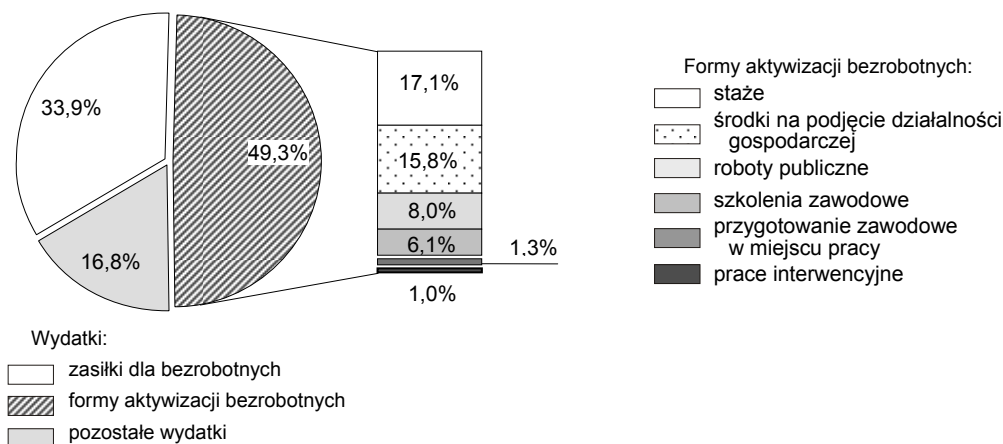 33,9%
49,3%
16,8%
17,1%
15,8%
8,0%
6,1%
1,3%
1,0%
Formy aktywizacji bezrobotnych:
staże
środki na podjęcie działalności
gospodarczej
roboty publiczne
szkolenia zawodowe
przygotowanie zawodowe
w miejscu pracy
prace interwencyjne
Wydatki:
zasiłki dla bezrobotnych
formy aktywizacji bezrobotnych
pozostałe wydatki